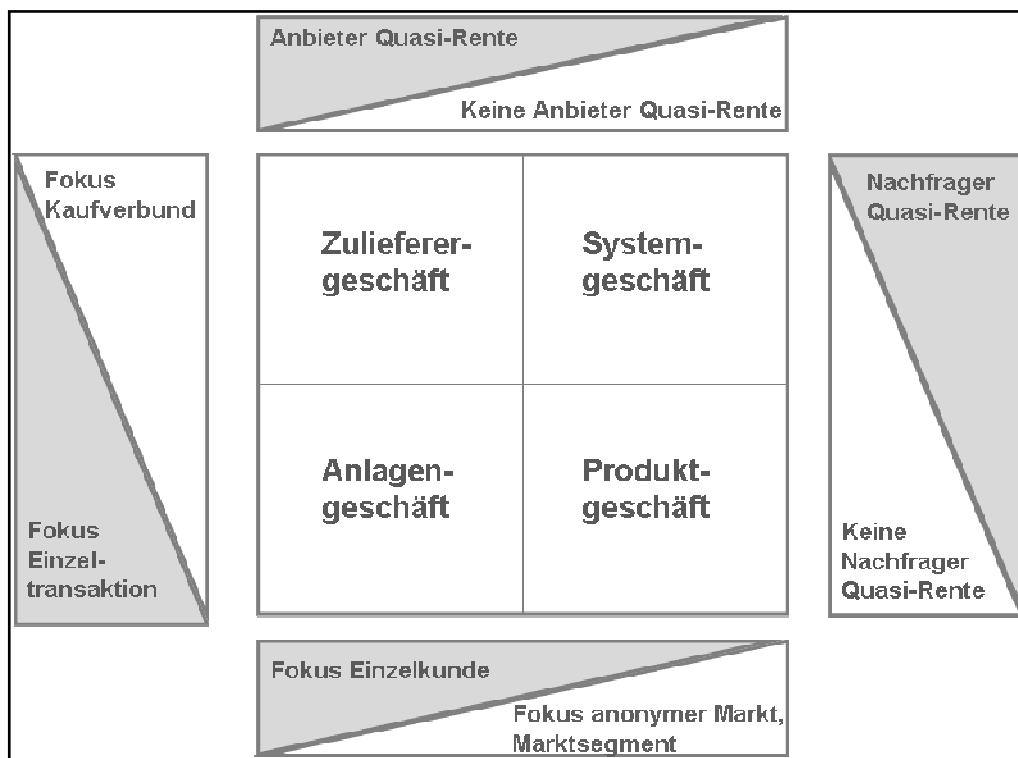 Anbieter Quasi-Rente
Keine Anbieter Quasi-Rente
Fokus
Kaufverbund
Nachfrager
Quasi-Rente
Zulieferer-
geschäft
System-
geschäft
Anlagen-
geschäft
Produkt-
geschäft
Fokus
Einzel-
transaktion
Keine
Nachfrager
Quasi-Rente
Fokus Einzelkunde
Fokus anonymer Markt,
Marktsegment